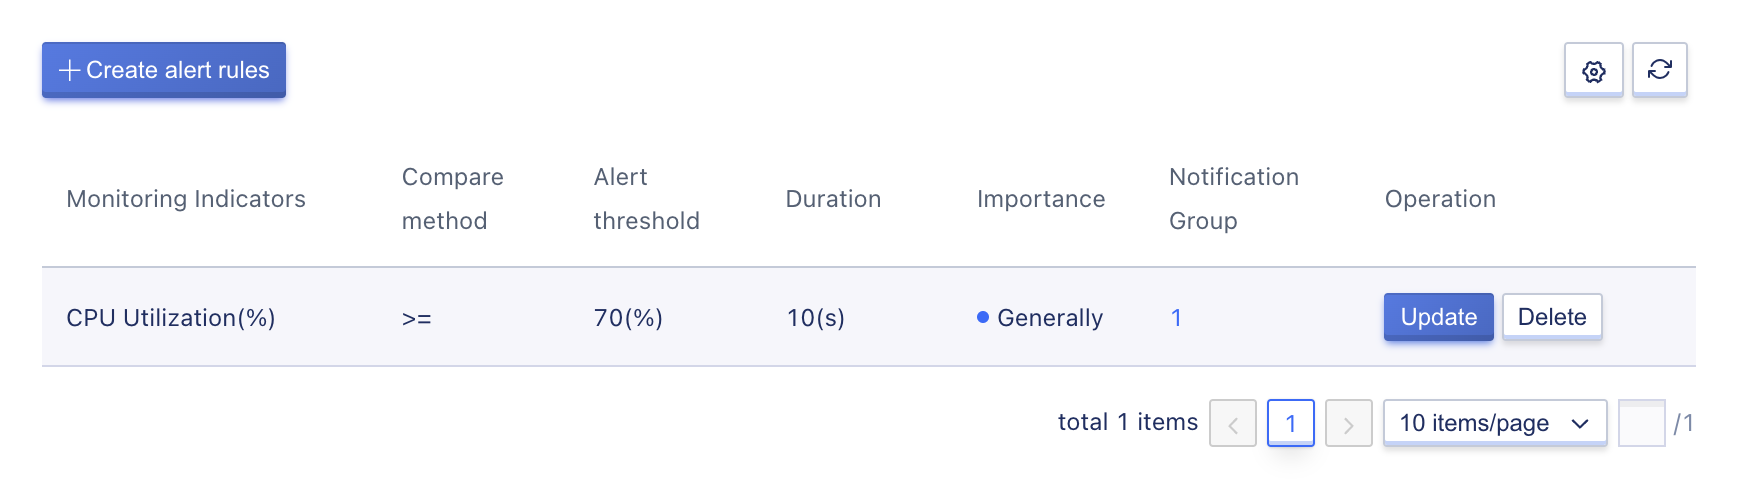 Create alert rules
Monitoring Indicators
Compare method
Alert threshold
Duration
Importance
Notification Group
Operation
CPU Utilization(%)
>=
70(%)
10(s)
Generally
1
Update
Delete
total 1 items
1
10 items/page
/1